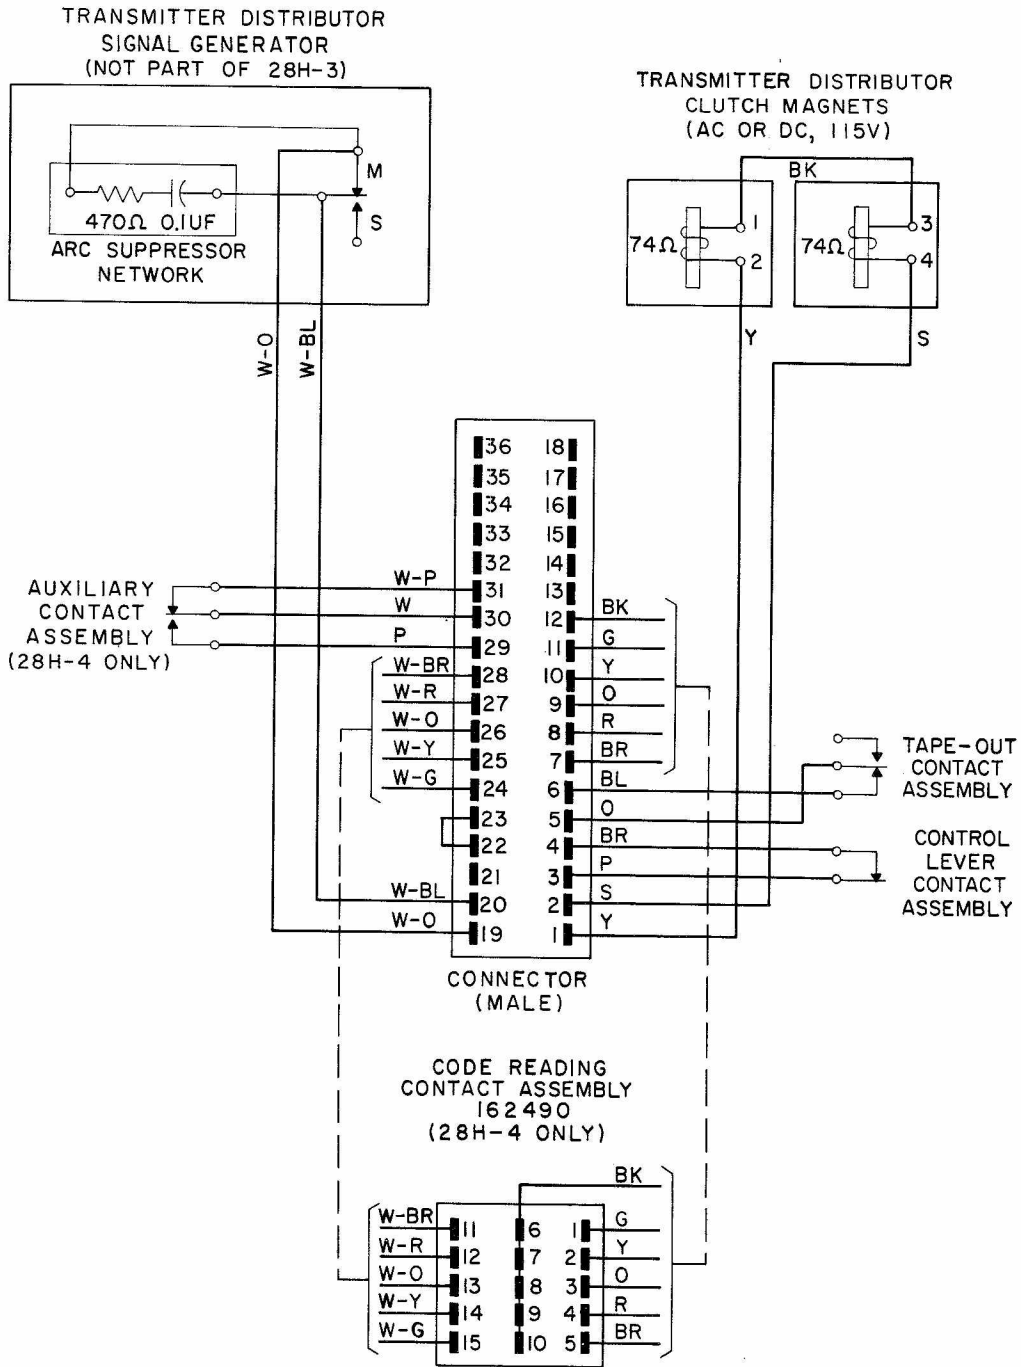 TRANSMITTER DISTRIBUTOR
SIGNAL GENERATOR
(NOT PART OF 28H-3)
M
S
470Ω 0.1UF
ARC SUPPRESSOR
NETWORK
TRANSMITTER DISTRIBUTOR
CLUTCH MAGNETS
(AC OR DC, 115V)
BK
74Ω
1
2
74Ω
3
4
Y
S
W-O
W-BL
36 18
35 17
34 16
33 15
32 14
31 13
30 12
29 11
28 10
27 9
26 8
25 7
24 6
23 5
22 4
21 3
20 2
19 1
AUXILIARY
CONTACT
ASSEMBLY
(28H-4 ONLY)
W-P
W
P
W-BR
W-R
W-O
W-Y
W-G
W-BL
W-O
BK
G
Y
O
R
BR
BL
O
BR
P
S
Y
TAPE-OUT
CONTACT
ASSEMBLY
CONTROL
LEVER
CONTACT
ASSEMBLY
CONNECTOR
(MALE)
CODE READING
CONTACT ASSEMBLY
162490
(28H-4 ONLY)
BK
W-BR 11 6 1 G
W-R 12 7 2 Y
W-O 13 8 3 O
W-Y 14 9 4 R
W-G 15 10 5 BR